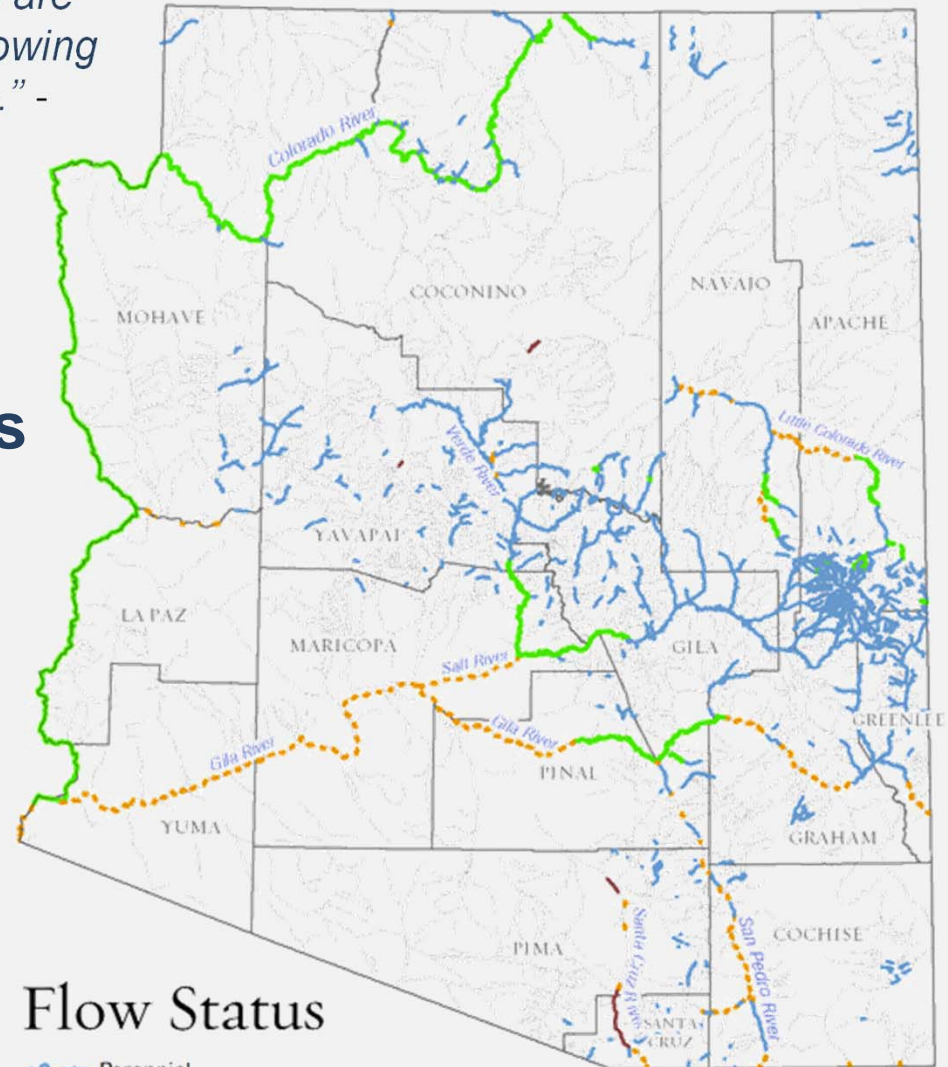 are
owing
.” -
s
Colorado River
COCONINO
NAVAJO
MOHAVE
APACHE
Little Colorado River
Verde River
YAVAPAI
LA PAZ
MARICOPA
GILA
Salt River
GREENLEE
Gila River
Gila River
PINAL
YUMA
GRAHAM
Santa Cruz River
San Pedro River
COCHISE
PIMA
SANTA
CRUZ
Flow Status
Perennial